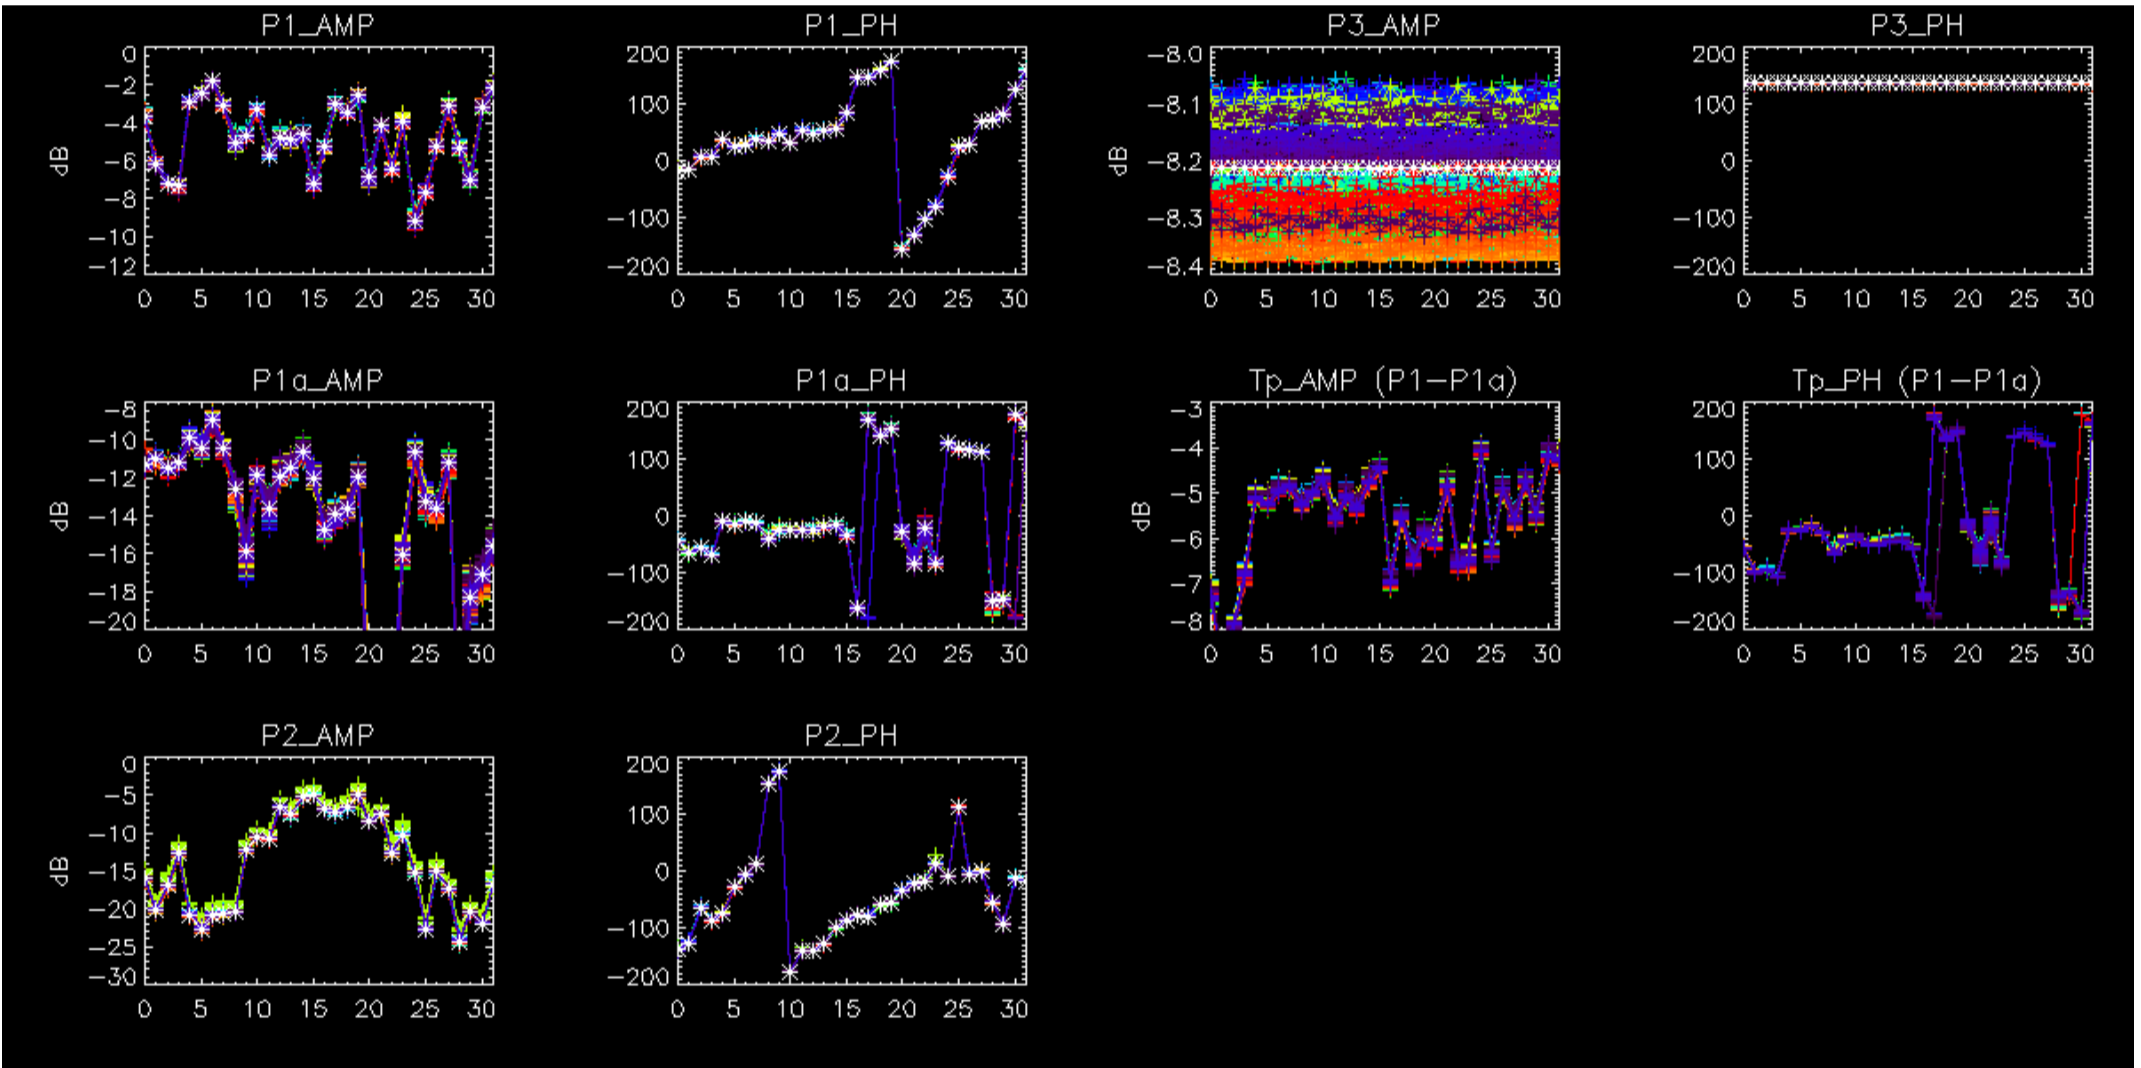 P1_AMP
0
−2
−4
−6
−8
−10
−12
dB
0 5 10 15 20 25 30
P1_PH
200
100
0
−100
−200
0 5 10 15 20 25 30
P3_AMP
−8.0
−8.1
−8.2
−8.3
−8.4
dB
0 5 10 15 20 25 30
P3_PH
200
100
0
−100
−200
0 5 10 15 20 25 30
P1a_AMP
−8
−10
−12
−14
−16
−18
−20
dB
0 5 10 15 20 25 30
P1a_PH
200
100
0
−100
−200
0 5 10 15 20 25 30
Tp_AMP (P1−P1a)
−3
−4
−5
−6
−7
−8
dB
0 5 10 15 20 25 30
Tp_PH (P1−P1a)
200
100
0
−100
−200
0 5 10 15 20 25 30
P2_AMP
0
−5
−10
−15
−20
−25
−30
dB
0 5 10 15 20 25 30
P2_PH
200
100
0
−100
−200
0 5 10 15 20 25 30